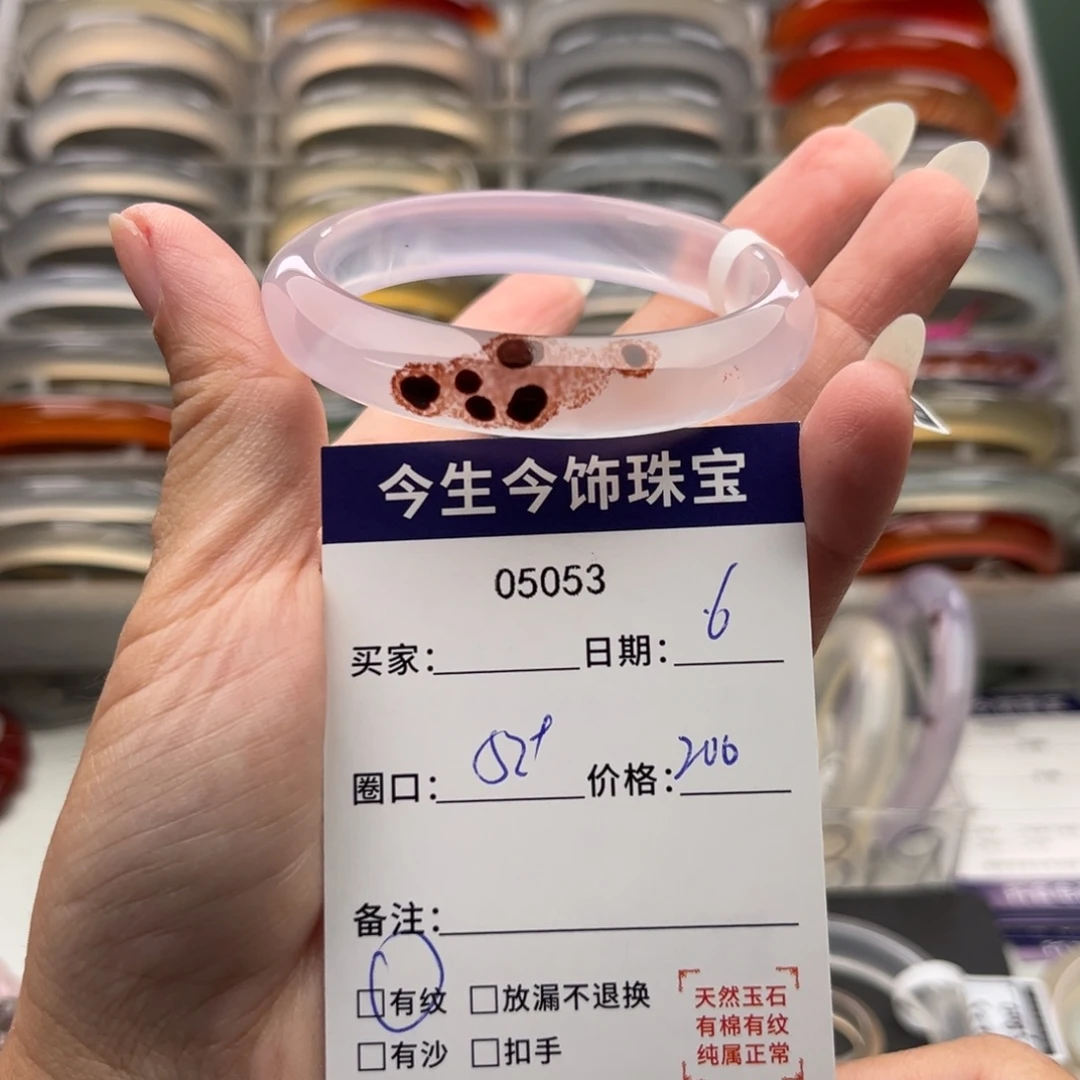 今生今饰珠宝
05053
买家: 日期: 6
圈口: 52+ 价格: 200
备注:
□有纹 □放漏不退换
□有沙 □扣手
天然玉石
有棉有纹
纯属正常